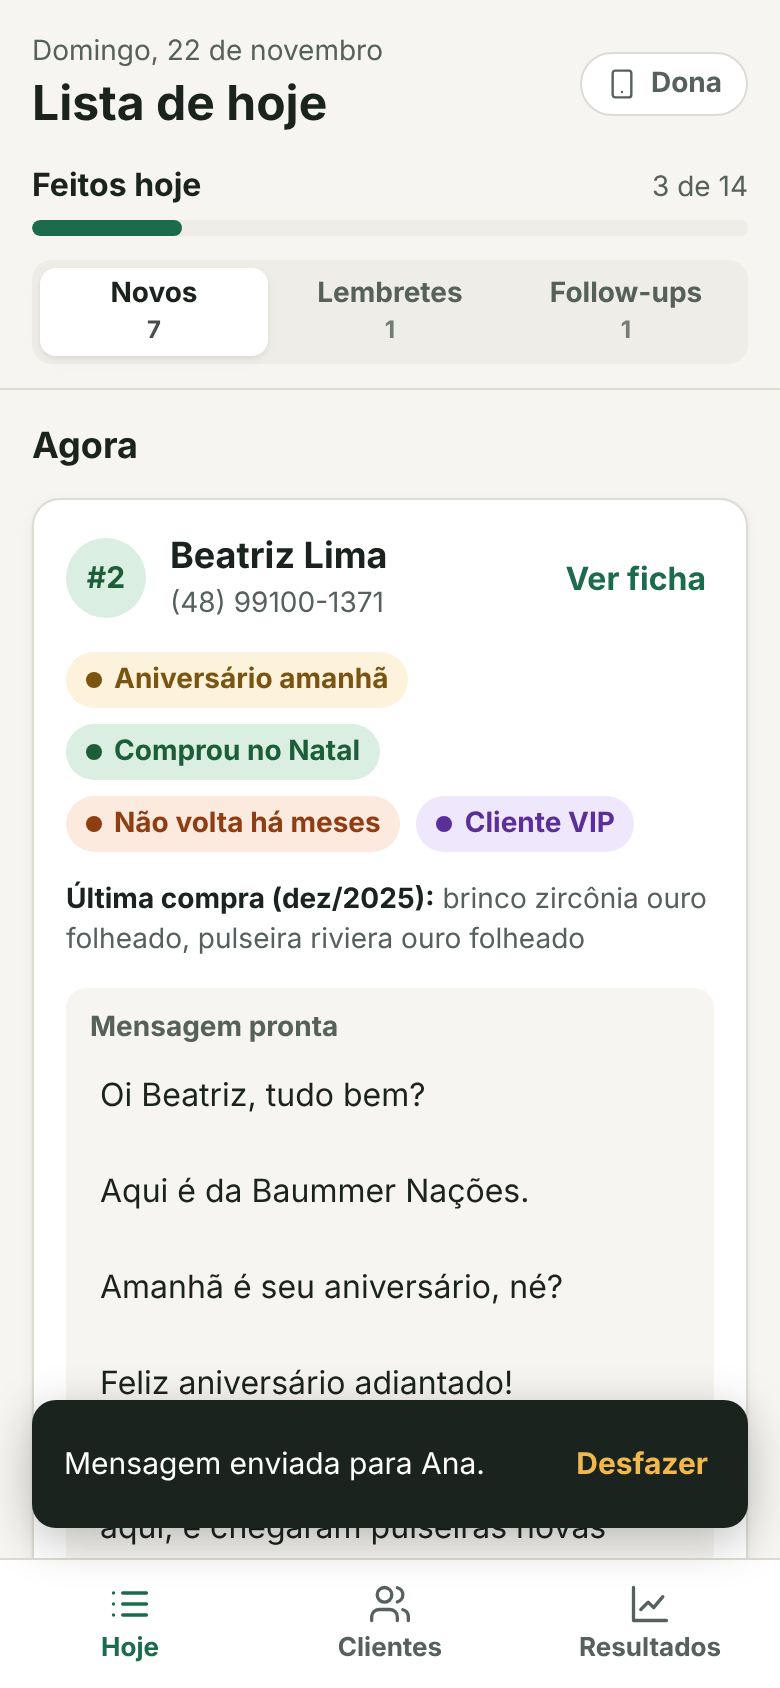 Domingo, 22 de novembro
Lista de hoje
Dona
Feitos hoje
3 de 14
Novos
7
Lembretes
1
Follow-ups
1
Agora
#2
Beatriz Lima
(48) 99100-1371
Ver ficha
Aniversário amanhã
Comprou no Natal
Não volta há meses
Cliente VIP
Última compra (dez/2025): brinco zircônia ouro
folheado, pulseira riviera ouro folheado
Mensagem pronta
Oi Beatriz, tudo bem?
Aqui é da Baummer Nações.
Amanhã é seu aniversário, né?
Feliz aniversário adiantado!
Mensagem enviada para Ana.
Desfazer
aqui, e chegaram pulseiras novas
Hoje
Clientes
Resultados